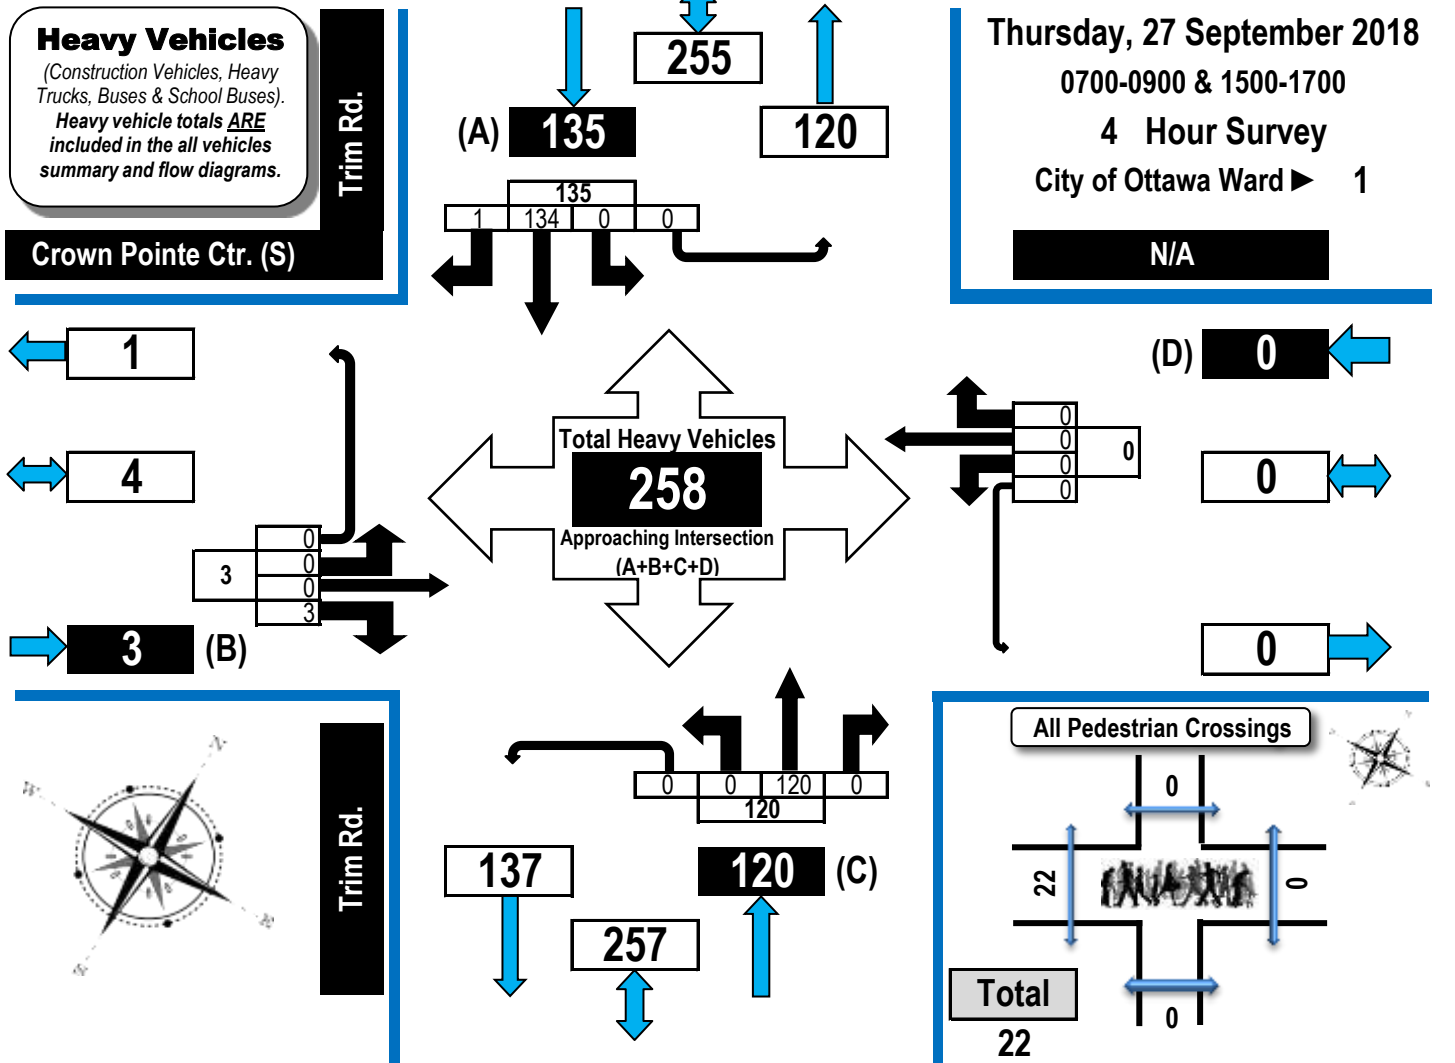 Heavy Vehicles
(Construction Vehicles, Heavy
Trucks, Buses & School Buses).
Heavy vehicle totals ARE
included in the all vehicles
summary and flow diagrams.
Trim Rd.
Crown Pointe Ctr. (S)
255
(A) 135
120
135
1 134 0 0
Thursday, 27 September 2018
0700-0900 & 1500-1700
4 Hour Survey
City of Ottawa Ward ► 1
N/A
1
4
0
0
0
3
3
3 (B)
Total Heavy Vehicles
258
Approaching Intersection
(A+B+C+D)
(D) 0
0
0
0
0
0
0
0
Trim Rd.
N
W
E
S
0 0 120 0
120
137
120 (C)
257
All Pedestrian Crossings
0
22
0
0
Total
22